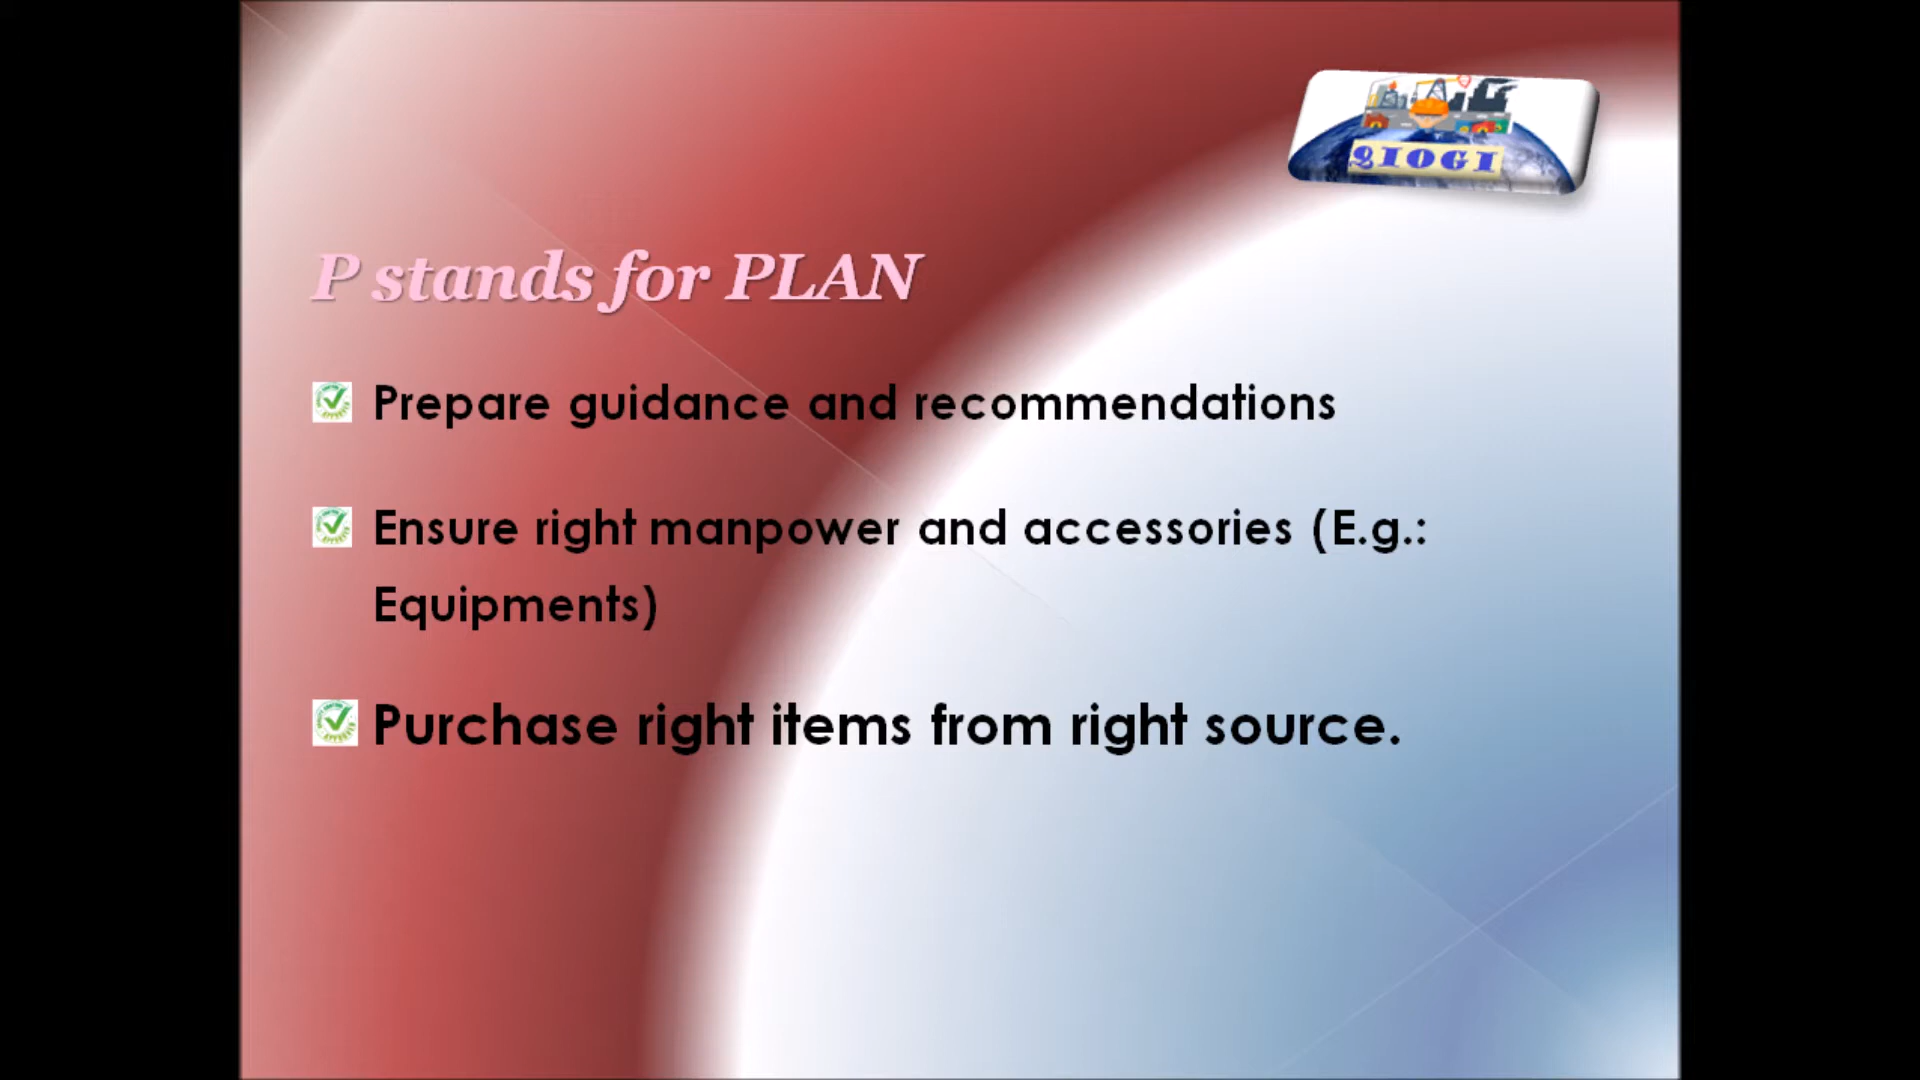 QIOGI
P stands for PLAN
Prepare guidance and recommendations
Ensure right manpower and accessories (E.g.:
Equipments)
Purchase right items from right source.